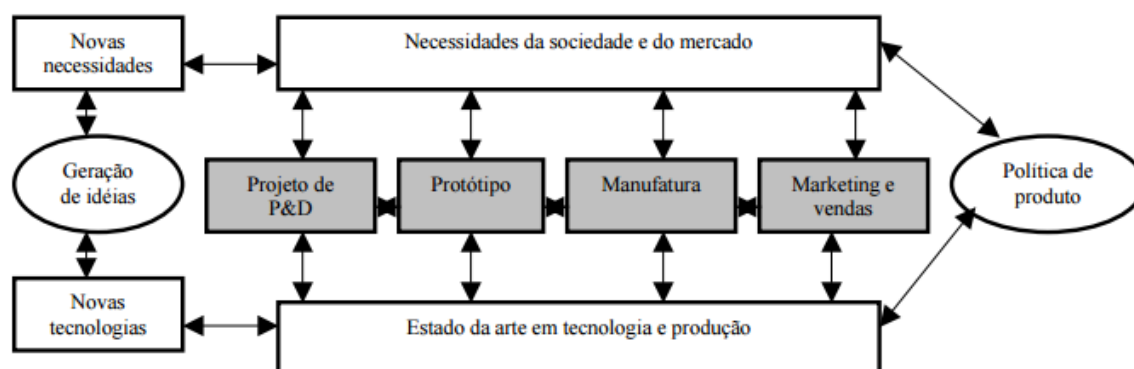 Novas
necessidades
Necessidades da sociedade e do mercado
Geração
de idéias
Projeto de
P&D
Protótipo
Manufatura
Marketing e
vendas
Política de
produto
Novas
tecnologias
Estado da arte em tecnologia e produção